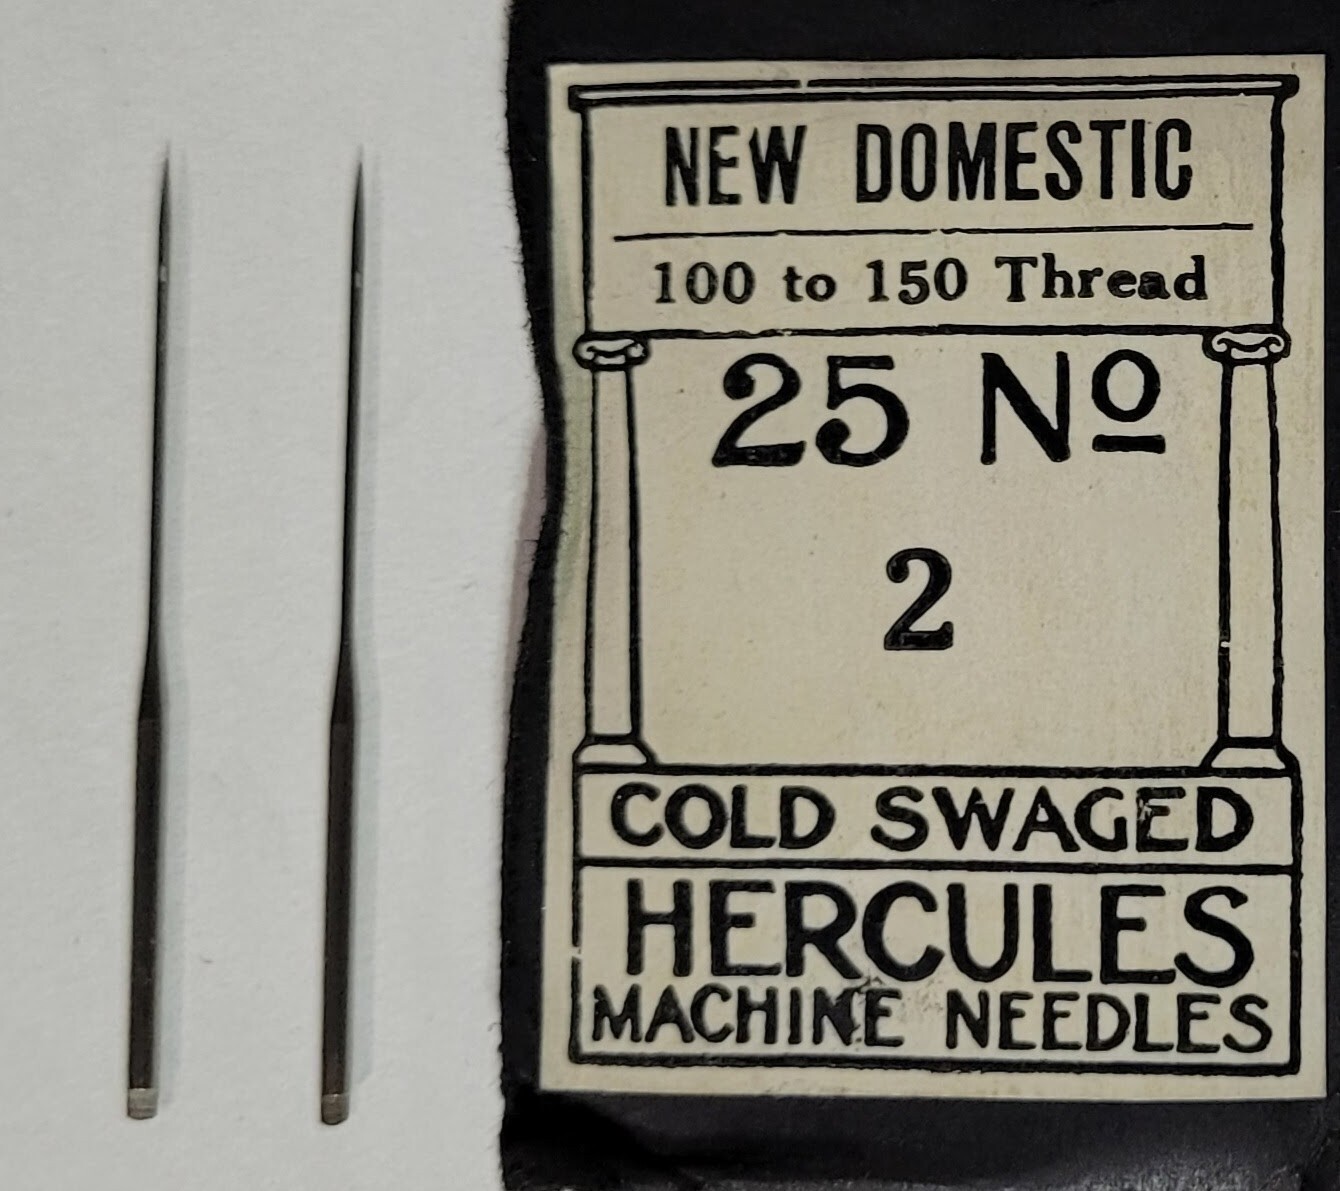 NEW DOMESTIC
100 to 150 Thread
25 Nº
2
COLD SWAGED
HERCULES
MACHINE NEEDLES